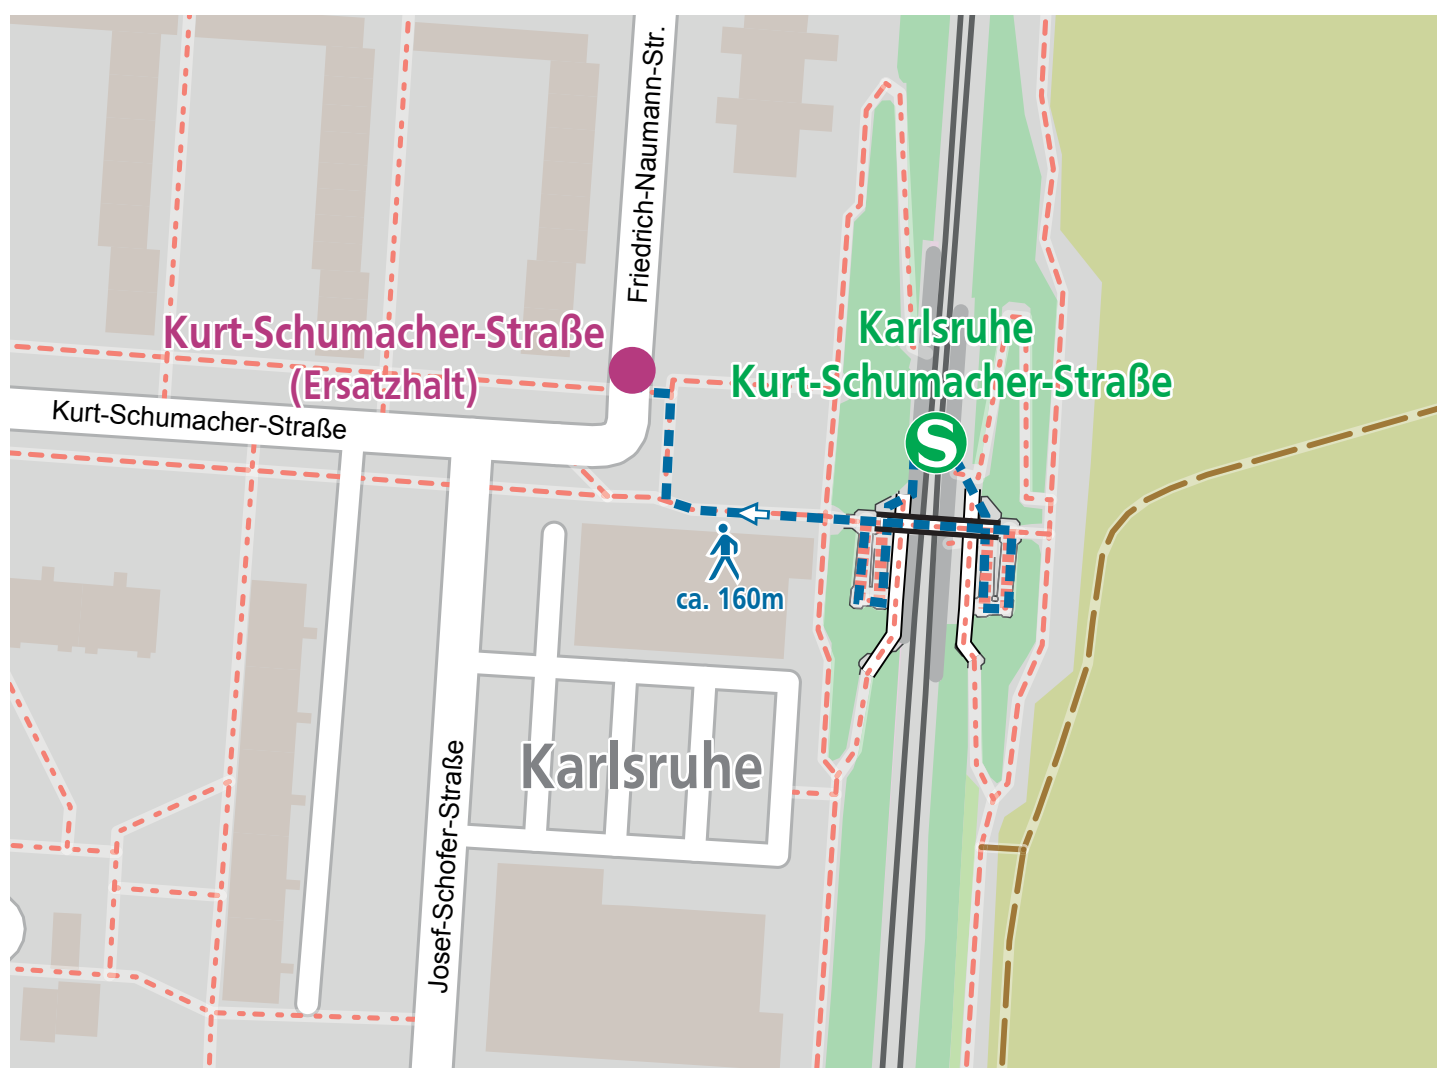 Friedrich-Naumann-Str.
Kurt-Schumacher-Straße
(Ersatzhalt)
Karlsruhe
Kurt-Schumacher-Straße
S
Kurt-Schumacher-Straße
ca. 160m
Karlsruhe
Josef-Schofer-Straße